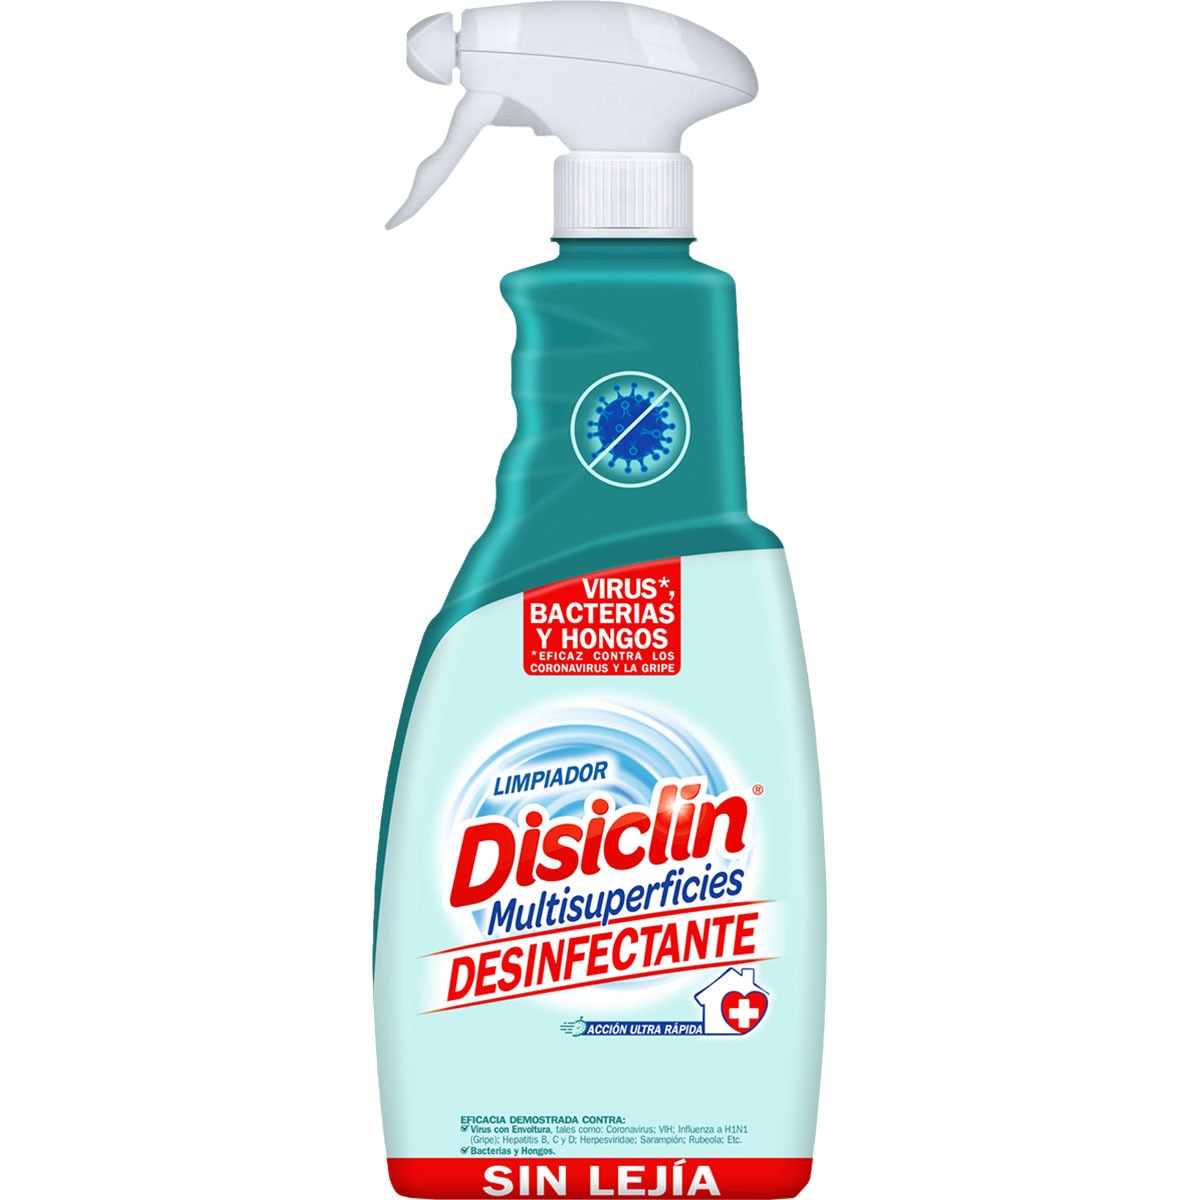 VIRUS*,
BACTERIAS
Y HONGOS
*EFICAZ CONTRA LOS
CORONAVIRUS Y LA GRIPE
LIMPIADOR
Disiclin®
Multisuperficies
DESINFECTANTE
ACCIÓN ULTRA RÁPIDA
EFICACIA DEMOSTRADA CONTRA:
Virus con Envoltura, tales como: Coronavirus; VIH; Influenza a H1N1
(Gripe); Hepatitis B, C y D; Herpesviridae; Sarampión; Rubeola; Etc.
Bacterias y Hongos.
SIN LEJÍA